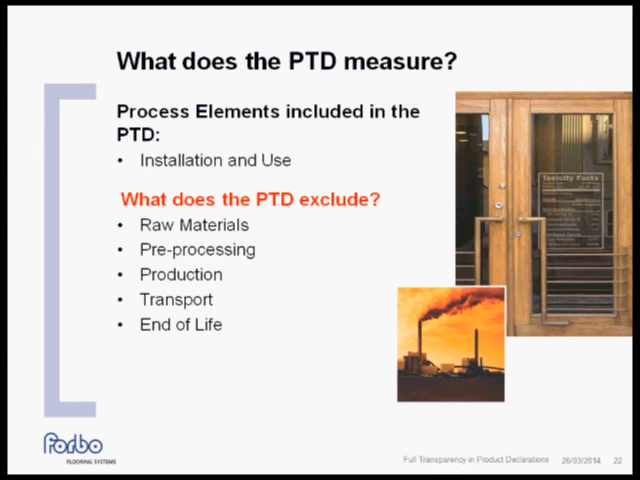 What does the PTD measure?
Process Elements included in the
PTD:
• Installation and Use
What does the PTD exclude?
• Raw Materials
• Pre-processing
• Production
• Transport
• End of Life
Toxicity Facts
Forbo
FLOORING SYSTEMS
Full Transparency in Product Declarations 26/03/2014 22